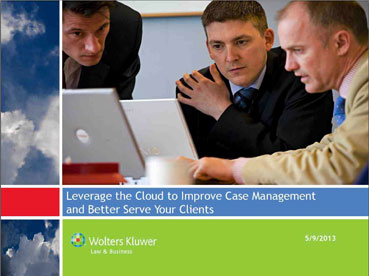 Leverage the Cloud to Improve Case Management
and Better Serve Your Clients
Wolters Kluwer
Law & Business
5/9/2013